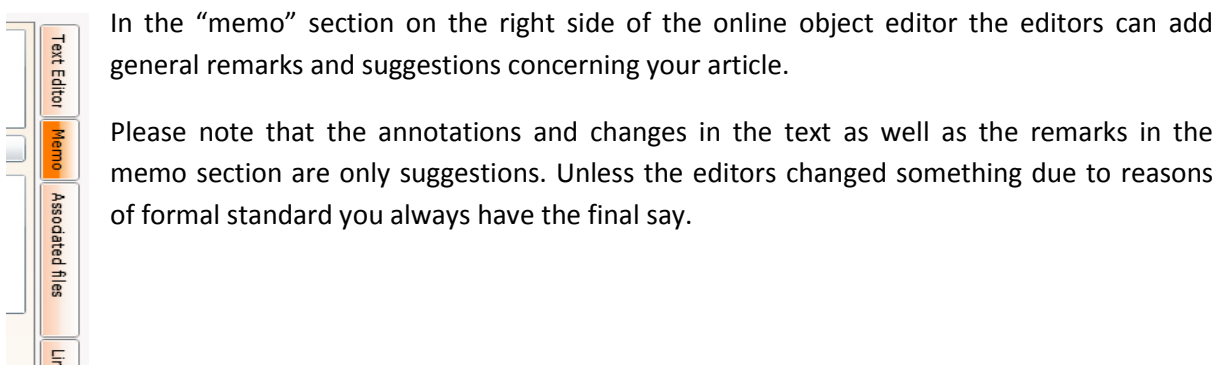 In the “memo” section on the right side of the online object editor the editors can add
general remarks and suggestions concerning your article.
Please note that the annotations and changes in the text as well as the remarks in the
memo section are only suggestions. Unless the editors changed something due to reasons
of formal standard you always have the final say.
Text Editor
Memo
Associated files